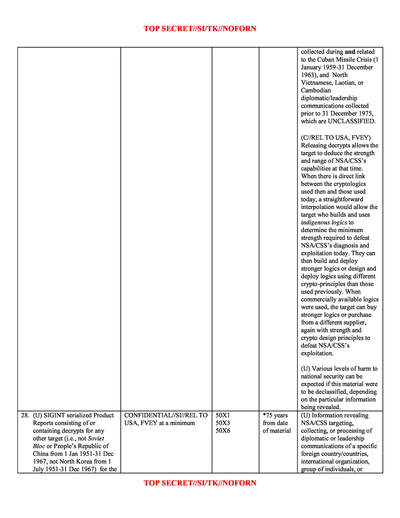 TOP SECRET//SI/TK//NOFORN
collected during and related
to the Cuban Missile Crisis (1
January 1959-31 December
1963), and North
Vietnamese, Laotian, or
Cambodian
diplomatic/leadership
communications collected
prior to 31 December 1975,
which are UNCLASSIFIED.
(C//REL TO USA, FVEY)
Releasing decrypts allows the
target to deduce the strength
and range of NSA/CSS's
capabilities at that time.
When there is direct link
between the cryptologics
used then and those used
today, a straightforward
interpolation would allow the
target who builds and uses
indigenous logics to
determine the minimum
strength required to defeat
NSA/CSS's diagnosis and
exploitation today. They can
then build and deploy
stronger logics or design and
deploy logics using different
crypto-principles than those
used previously. When
commercially available logics
were used, the target can buy
stronger logics or purchase
from a different supplier,
again with strength and
crypto design principles to
defeat NSA/CSS's
exploitation.
(U) Various levels of harm to
national security can be
expected if this material were
to be declassified, depending
on the particular information
being revealed.
28. (U) SIGINT serialized Product
Reports consisting of or
containing decrypts for any
other target (i.e., not Soviet
Bloc or People's Republic of
China from 1 Jan 1951-31 Dec
1967, not North Korea from 1
July 1951-31 Dec 1967) for the
CONFIDENTIAL//SI//REL TO
USA, FVEY at a minimum
50X1
50X3
50X6
*75 years
from date
of material
(U) Information revealing
NSA/CSS targeting,
collecting, or processing of
diplomatic or leadership
communications of a specific
foreign country/countries,
international organization,
group of individuals, or
TOP SECRET//SI/TK//NOFORN